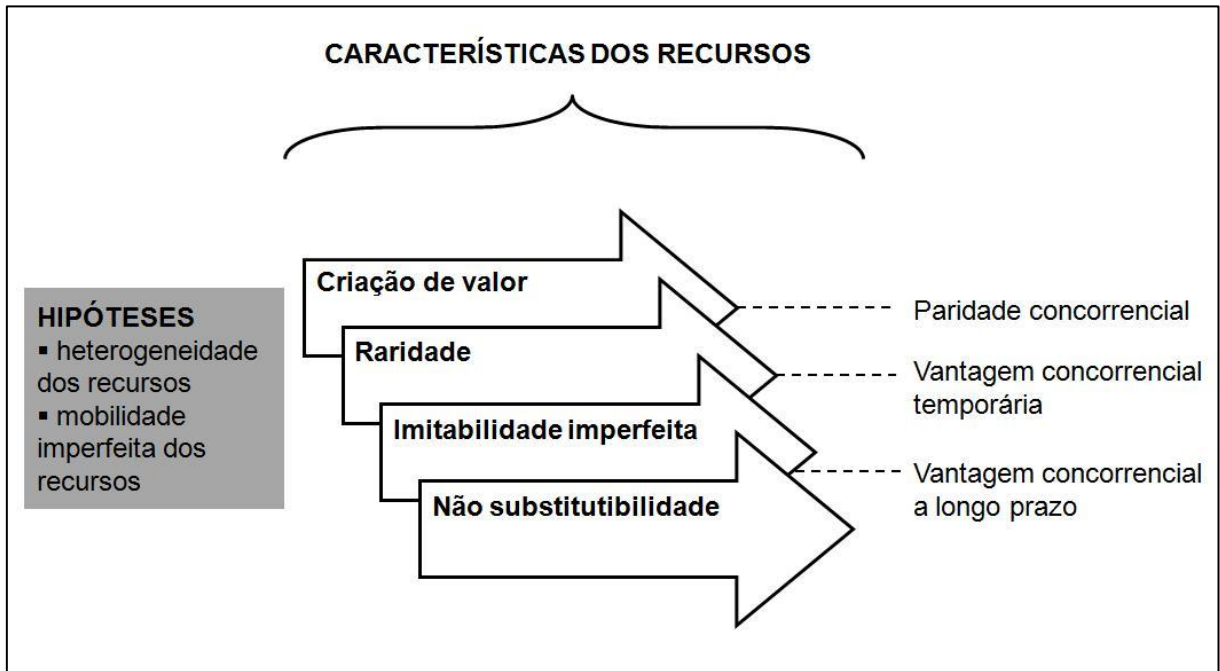 CARACTERÍSTICAS DOS RECURSOS
HIPÓTESES
▪ heterogeneidade
dos recursos
▪ mobilidade
imperfeita dos
recursos
Criação de valor
Raridade
Imitabilidade imperfeita
Não substitutibilidade
Paridade concorrencial
Vantagem concorrencial
temporária
Vantagem concorrencial
a longo prazo